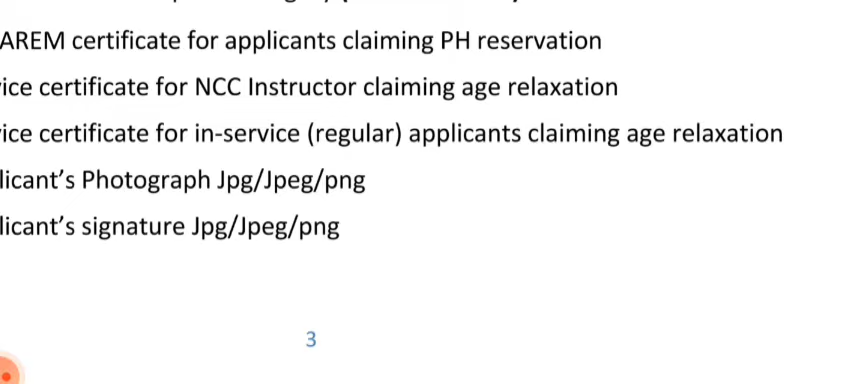 AREM certificate for applicants claiming PH reservation
ice certificate for NCC Instructor claiming age relaxation
ice certificate for in-service (regular) applicants claiming age relaxation
licant’s Photograph Jpg/Jpeg/png
licant’s signature Jpg/Jpeg/png
3